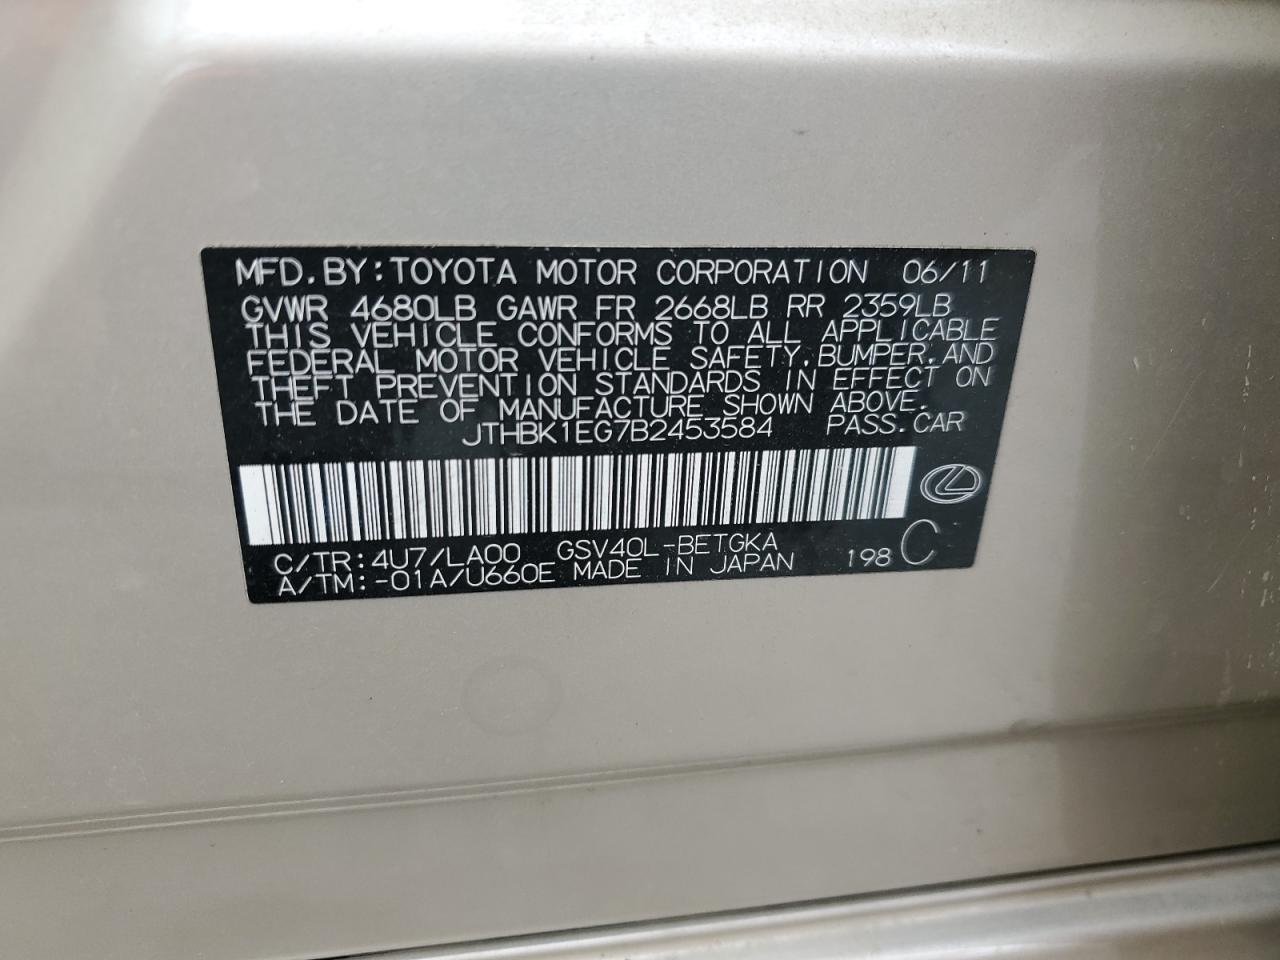 MFD.BY:TOYOTA MOTOR CORPORATION 06/11
GVWR 4680LB GAWR FR 2668LB RR 2359LB
THIS VEHICLE CONFORMS TO ALL APPLICABLE
FEDERAL MOTOR VEHICLE SAFETY,BUMPER,AND
THEFT PREVENTION STANDARDS IN EFFECT ON
THE DATE OF MANUFACTURE SHOWN ABOVE.
JTHBK1EG7B2453584 PASS.CAR
C/TR:4U7/LA00 GSV40L-BETGKA
A/TM:-01A/U660E MADE IN JAPAN 198 C